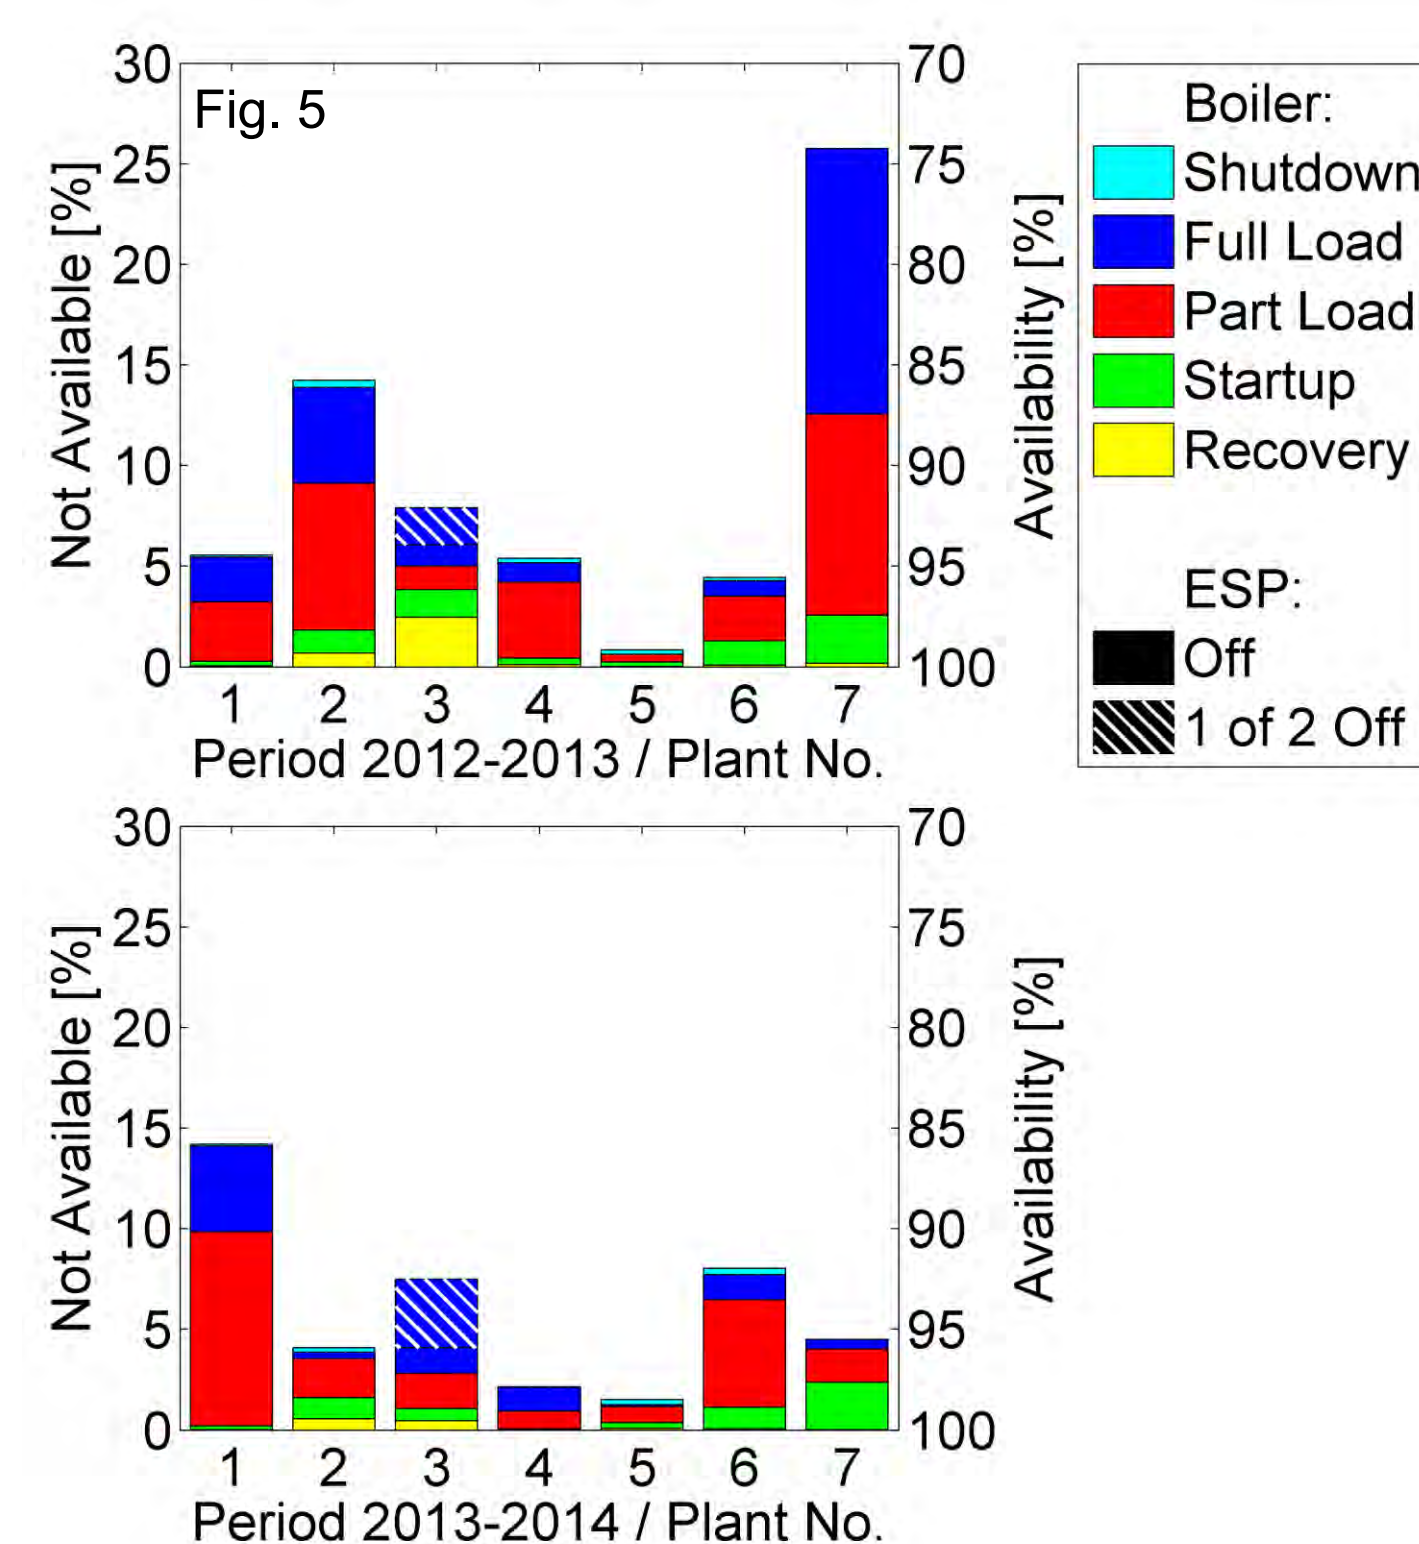 Fig. 5
Not Available [%]
30
25
20
15
10
5
0
70
75
80
85
90
95
100
Availability [%]
1 2 3 4 5 6 7
Period 2012-2013 / Plant No.
Boiler:
Shutdown
Full Load
Part Load
Startup
Recovery
ESP:
Off
1 of 2 Off
Not Available [%]
30
25
20
15
10
5
0
70
75
80
85
90
95
100
Availability [%]
1 2 3 4 5 6 7
Period 2013-2014 / Plant No.